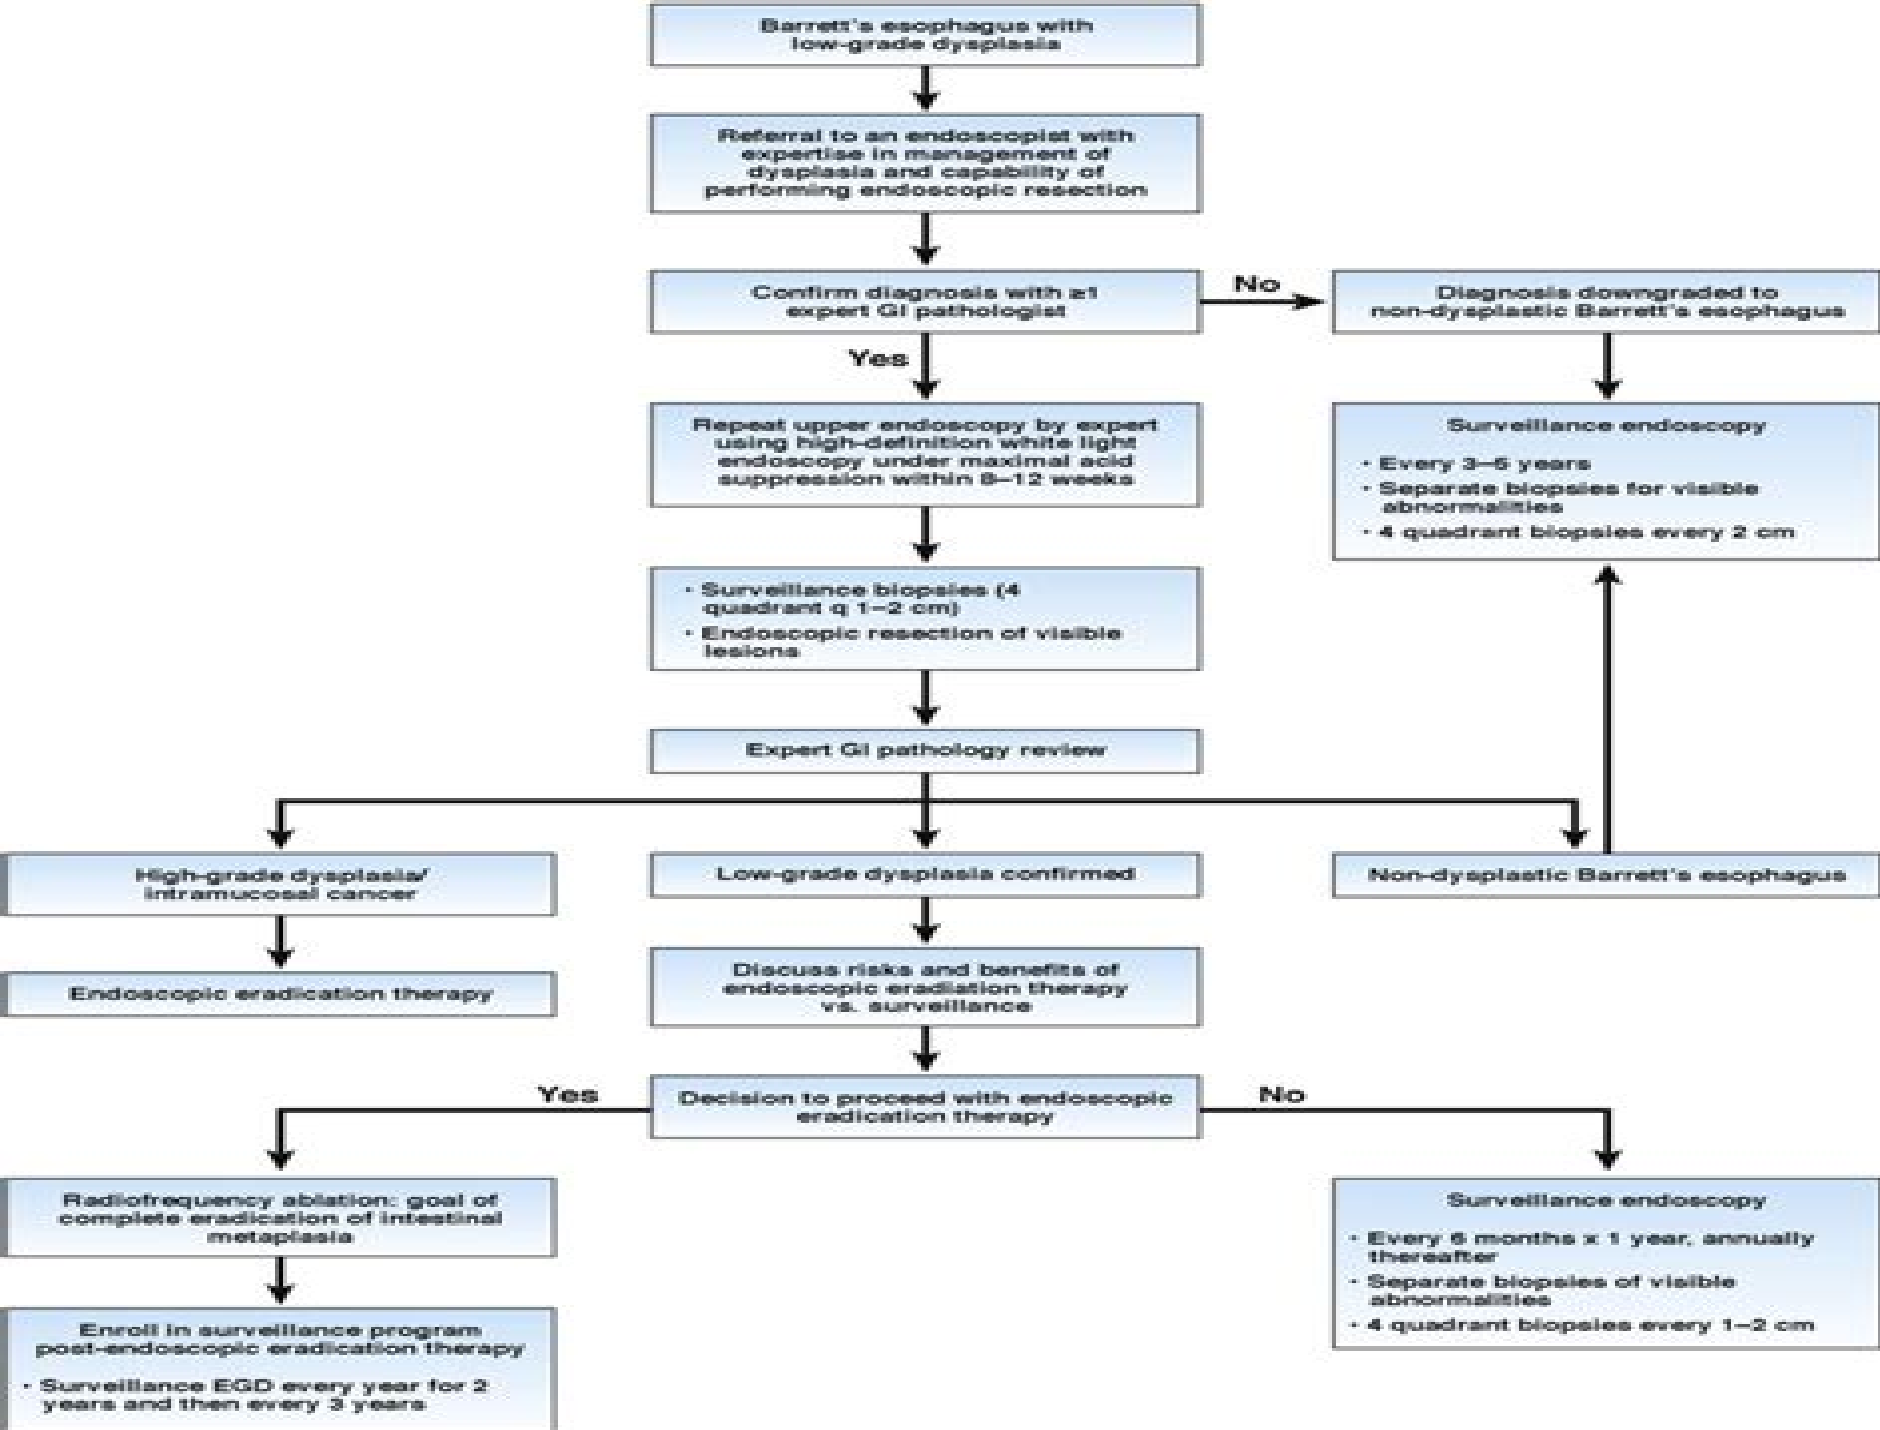 Barrett's esophagus with
low-grade dysplasia
Referral to an endoscopist with
expertise in management of
dysplasia and capability of
performing endoscopic resection
Confirm diagnosis with ≥1
expert GI pathologist
No
Diagnosis downgraded to
non-dysplastic Barrett's esophagus
Yes
Repeat upper endoscopy by expert
using high-definition white light
endoscopy under maximal acid
suppression within 8–12 weeks
Surveillance endoscopy
• Every 3–5 years
• Separate biopsies for visible
abnormalities
• 4 quadrant biopsies every 2 cm
• Surveillance biopsies (4
quadrant q 1–2 cm)
• Endoscopic resection of visible
lesions
Expert GI pathology review
High-grade dysplasia/
intramucosal cancer
Low-grade dysplasia confirmed
Non-dysplastic Barrett's esophagus
Endoscopic eradication therapy
Discuss risks and benefits of
endoscopic eradiation therapy
vs. surveillance
Yes
Decision to proceed with endoscopic
eradication therapy
No
Radiofrequency ablation: goal of
complete eradication of intestinal
metaplasia
Surveillance endoscopy
• Every 6 months x 1 year, annually
thereafter
• Separate biopsies of visible
abnormalities
• 4 quadrant biopsies every 1–2 cm
Enroll in surveillance program
post-endoscopic eradication therapy
• Surveillance EGD every year for 2
years and then every 3 years